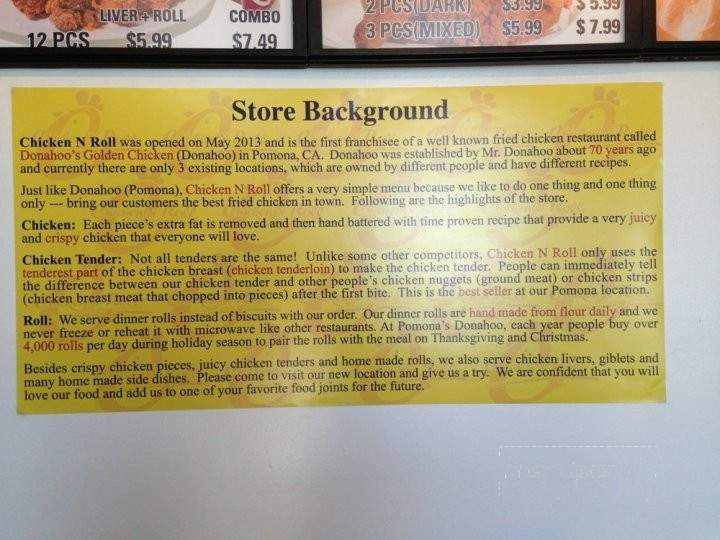 LIVER + ROLL COMBO
12 PCS $5.99 $7.49
2 PCS(DARK) $3.99 $5.99
3 PCS(MIXED) $5.99 $7.99
Store Background
Chicken N Roll was opened on May 2013 and is the first franchisee of a well known fried chicken restaurant called
Donahoo's Golden Chicken (Donahoo) in Pomona, CA. Donahoo was established by Mr. Donahoo about 70 years ago
and currently there are only 3 existing locations, which are owned by different people and have different recipes.
Just like Donahoo (Pomona), Chicken N Roll offers a very simple menu because we like to do one thing and one thing
only --- bring our customers the best fried chicken in town. Following are the highlights of the store.
Chicken: Each piece's extra fat is removed and then hand battered with time proven recipe that provide a very juicy
and crispy chicken that everyone will love.
Chicken Tender: Not all tenders are the same! Unlike some other competitors, Chicken N Roll only uses the
tenderest part of the chicken breast (chicken tenderloin) to make the chicken tender. People can immediately tell
the difference between our chicken tender and other people's chicken nuggets (ground meat) or chicken strips
(chicken breast meat that chopped into pieces) after the first bite. This is the best seller at our Pomona location.
Roll: We serve dinner rolls instead of biscuits with our order. Our dinner rolls are hand made from flour daily and we
never freeze or reheat it with microwave like other restaurants. At Pomona's Donahoo, each year people buy over
4,000 rolls per day during holiday season to pair the rolls with the meal on Thanksgiving and Christmas.
Besides crispy chicken pieces, juicy chicken tenders and home made rolls, we also serve chicken livers, giblets and
many home made side dishes. Please come to visit our new location and give us a try. We are confident that you will
love our food and add us to one of your favorite food joints for the future.